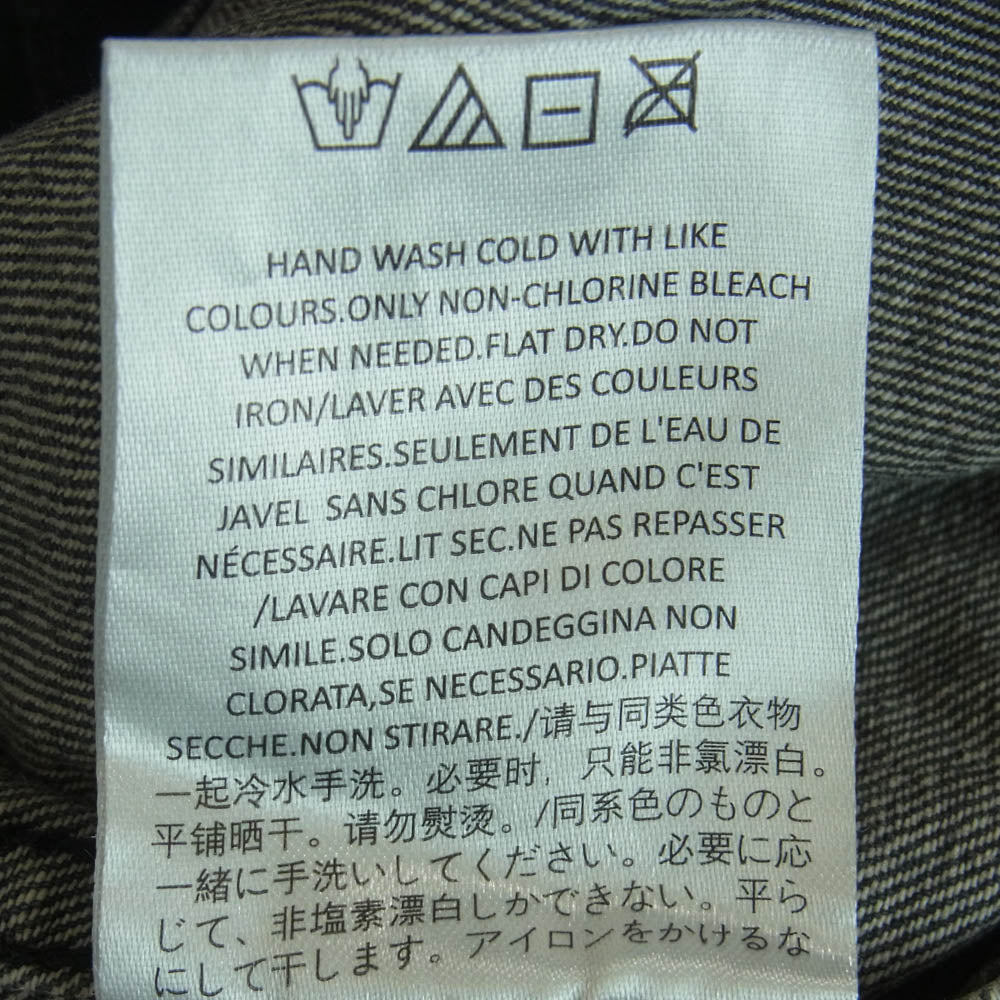 HAND WASH COLD WITH LIKE
COLOURS.ONLY NON-CHLORINE BLEACH
WHEN NEEDED.FLAT DRY.DO NOT
IRON/LAVER AVEC DES COULEURS
SIMILAIRES.SEULEMENT DE L'EAU DE
JAVEL SANS CHLORE QUAND C'EST
NÉCESSAIRE.LIT SEC.NE PAS REPASSER
/LAVARE CON CAPI DI COLORE
SIMILE.SOLO CANDEGGINA NON
CLORATA,SE NECESSARIO.PIATTE
SECCHE.NON STIRARE./请与同类色衣物
一起冷水手洗。必要时，只能非氯漂白。
平铺晒干。请勿熨烫。/同系色のものと
一緒に手洗いしてください。必要に応
じて、非塩素漂白しかできない。平ら
にして干します。アイロンをかけるな